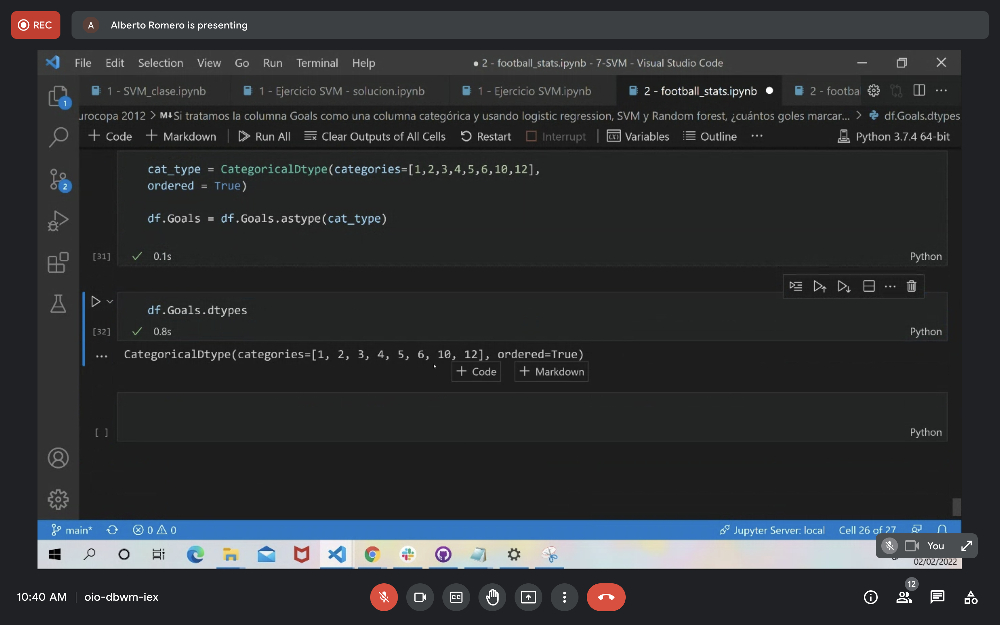 REC
A
Alberto Romero is presenting
File Edit Selection View Go Run Terminal Help
● 2 - football_stats.ipynb - 7-SVM - Visual Studio Code
1 - SVM_clase.ipynb
1 - Ejercicio SVM - solucion.ipynb
1 - Ejercicio SVM.ipynb
2 - football_stats.ipynb ●
2 - footba
urocopa 2012 > M↓Si tratamos la columna Goals como una columna categórica y usando logistic regression, SVM y Random forest, ¿cuántos goles marcar... > df.Goals.dtypes
+ Code + Markdown | Run All Clear Outputs of All Cells Restart Interrupt | Variables Outline ... Python 3.7.4 64-bit
cat_type = CategoricalDtype(categories=[1,2,3,4,5,6,10,12],
ordered = True)
df.Goals = df.Goals.astype(cat_type)
[31] ✓ 0.1s Python
df.Goals.dtypes
[32] ✓ 0.8s Python
... CategoricalDtype(categories=[1, 2, 3, 4, 5, 6, 10, 12], ordered=True)
+ Code + Markdown
[ ] Python
1
2
main* 0 0 Jupyter Server: local Cell 26 of 27
You
02/02/2022
10:40 AM | oio-dbwm-iex
CC
12